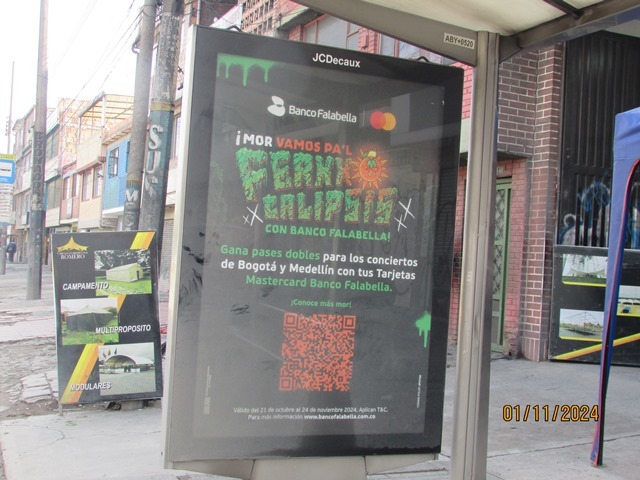 JCDecaux
ABY+0520
Banco Falabella
¡MOR VAMOS PA'L
FERXXO
CALIPSIS
CON BANCO FALABELLA!
Gana pases dobles para los conciertos
de Bogotá y Medellín con tus Tarjetas
Mastercard Banco Falabella.
¡Conoce más mor!
Válido del 21 de octubre al 24 de noviembre 2024. Aplican T&C.
Para más información www.bancofalabella.com.co
ROMERO
CAMPAMENTO
MULTIPROPOSITO
MODULARES
01/11/2024